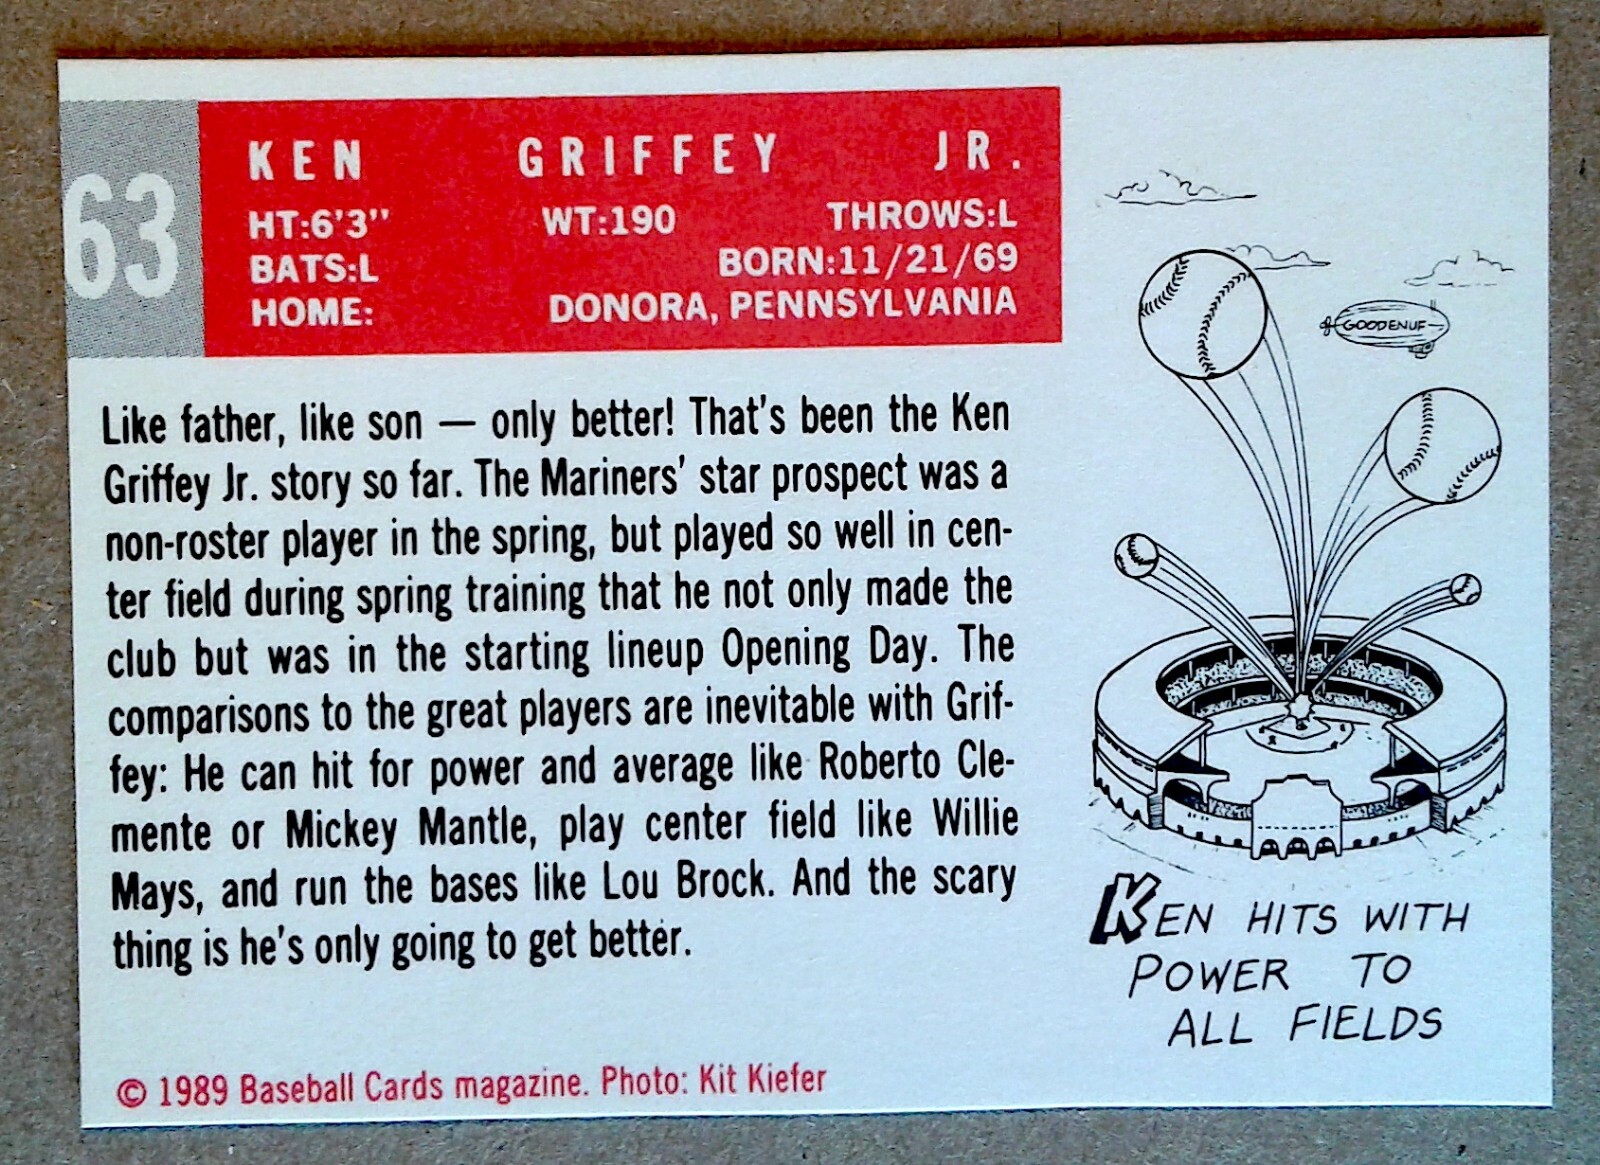 63
KEN GRIFFEY JR.
HT:6'3" WT:190 THROWS:L
BATS:L BORN:11/21/69
HOME: DONORA, PENNSYLVANIA
Like father, like son — only better! That's been the Ken
Griffey Jr. story so far. The Mariners' star prospect was a
non-roster player in the spring, but played so well in cen-
ter field during spring training that he not only made the
club but was in the starting lineup Opening Day. The
comparisons to the great players are inevitable with Grif-
fey: He can hit for power and average like Roberto Cle-
mente or Mickey Mantle, play center field like Willie
Mays, and run the bases like Lou Brock. And the scary
thing is he's only going to get better.
© 1989 Baseball Cards magazine. Photo: Kit Kiefer
GOODENUF
KEN HITS WITH
POWER TO
ALL FIELDS